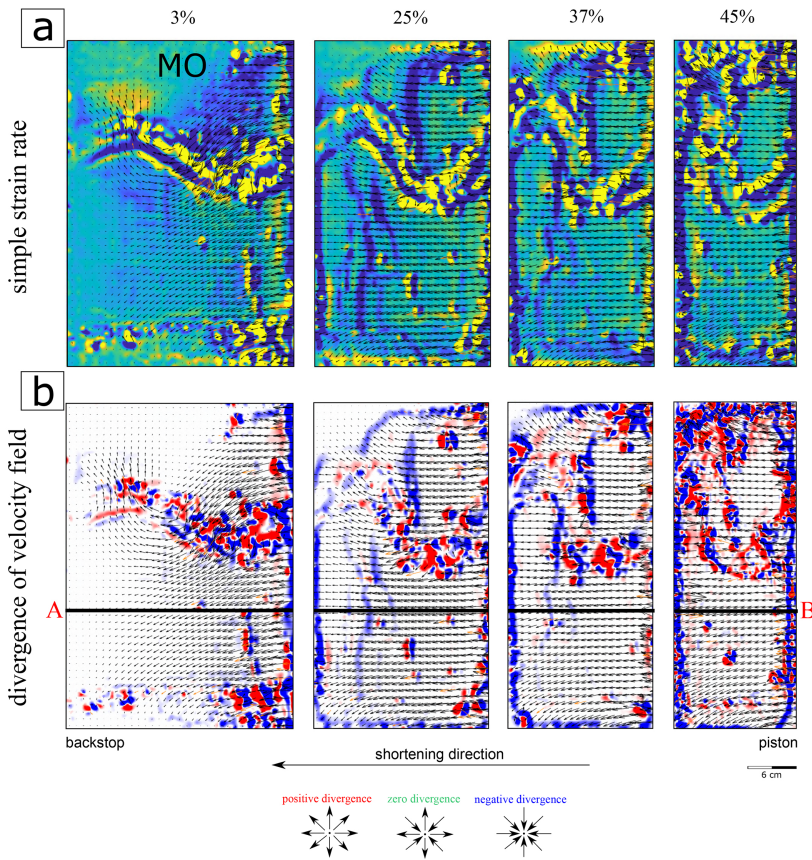 3% 25% 37% 45%
a
MO
simple strain rate
b
divergence of velocity field
A B
backstop piston
shortening direction
6 cm
positive divergence zero divergence negative divergence